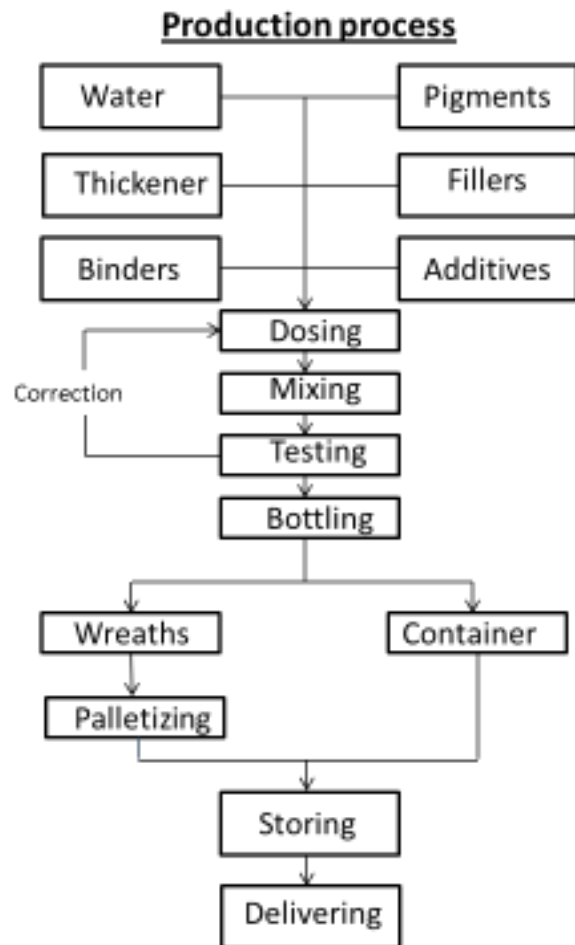 Production process
Water
Pigments
Thickener
Fillers
Binders
Additives
Dosing
Mixing
Correction
Testing
Bottling
Wreaths
Container
Palletizing
Storing
Delivering